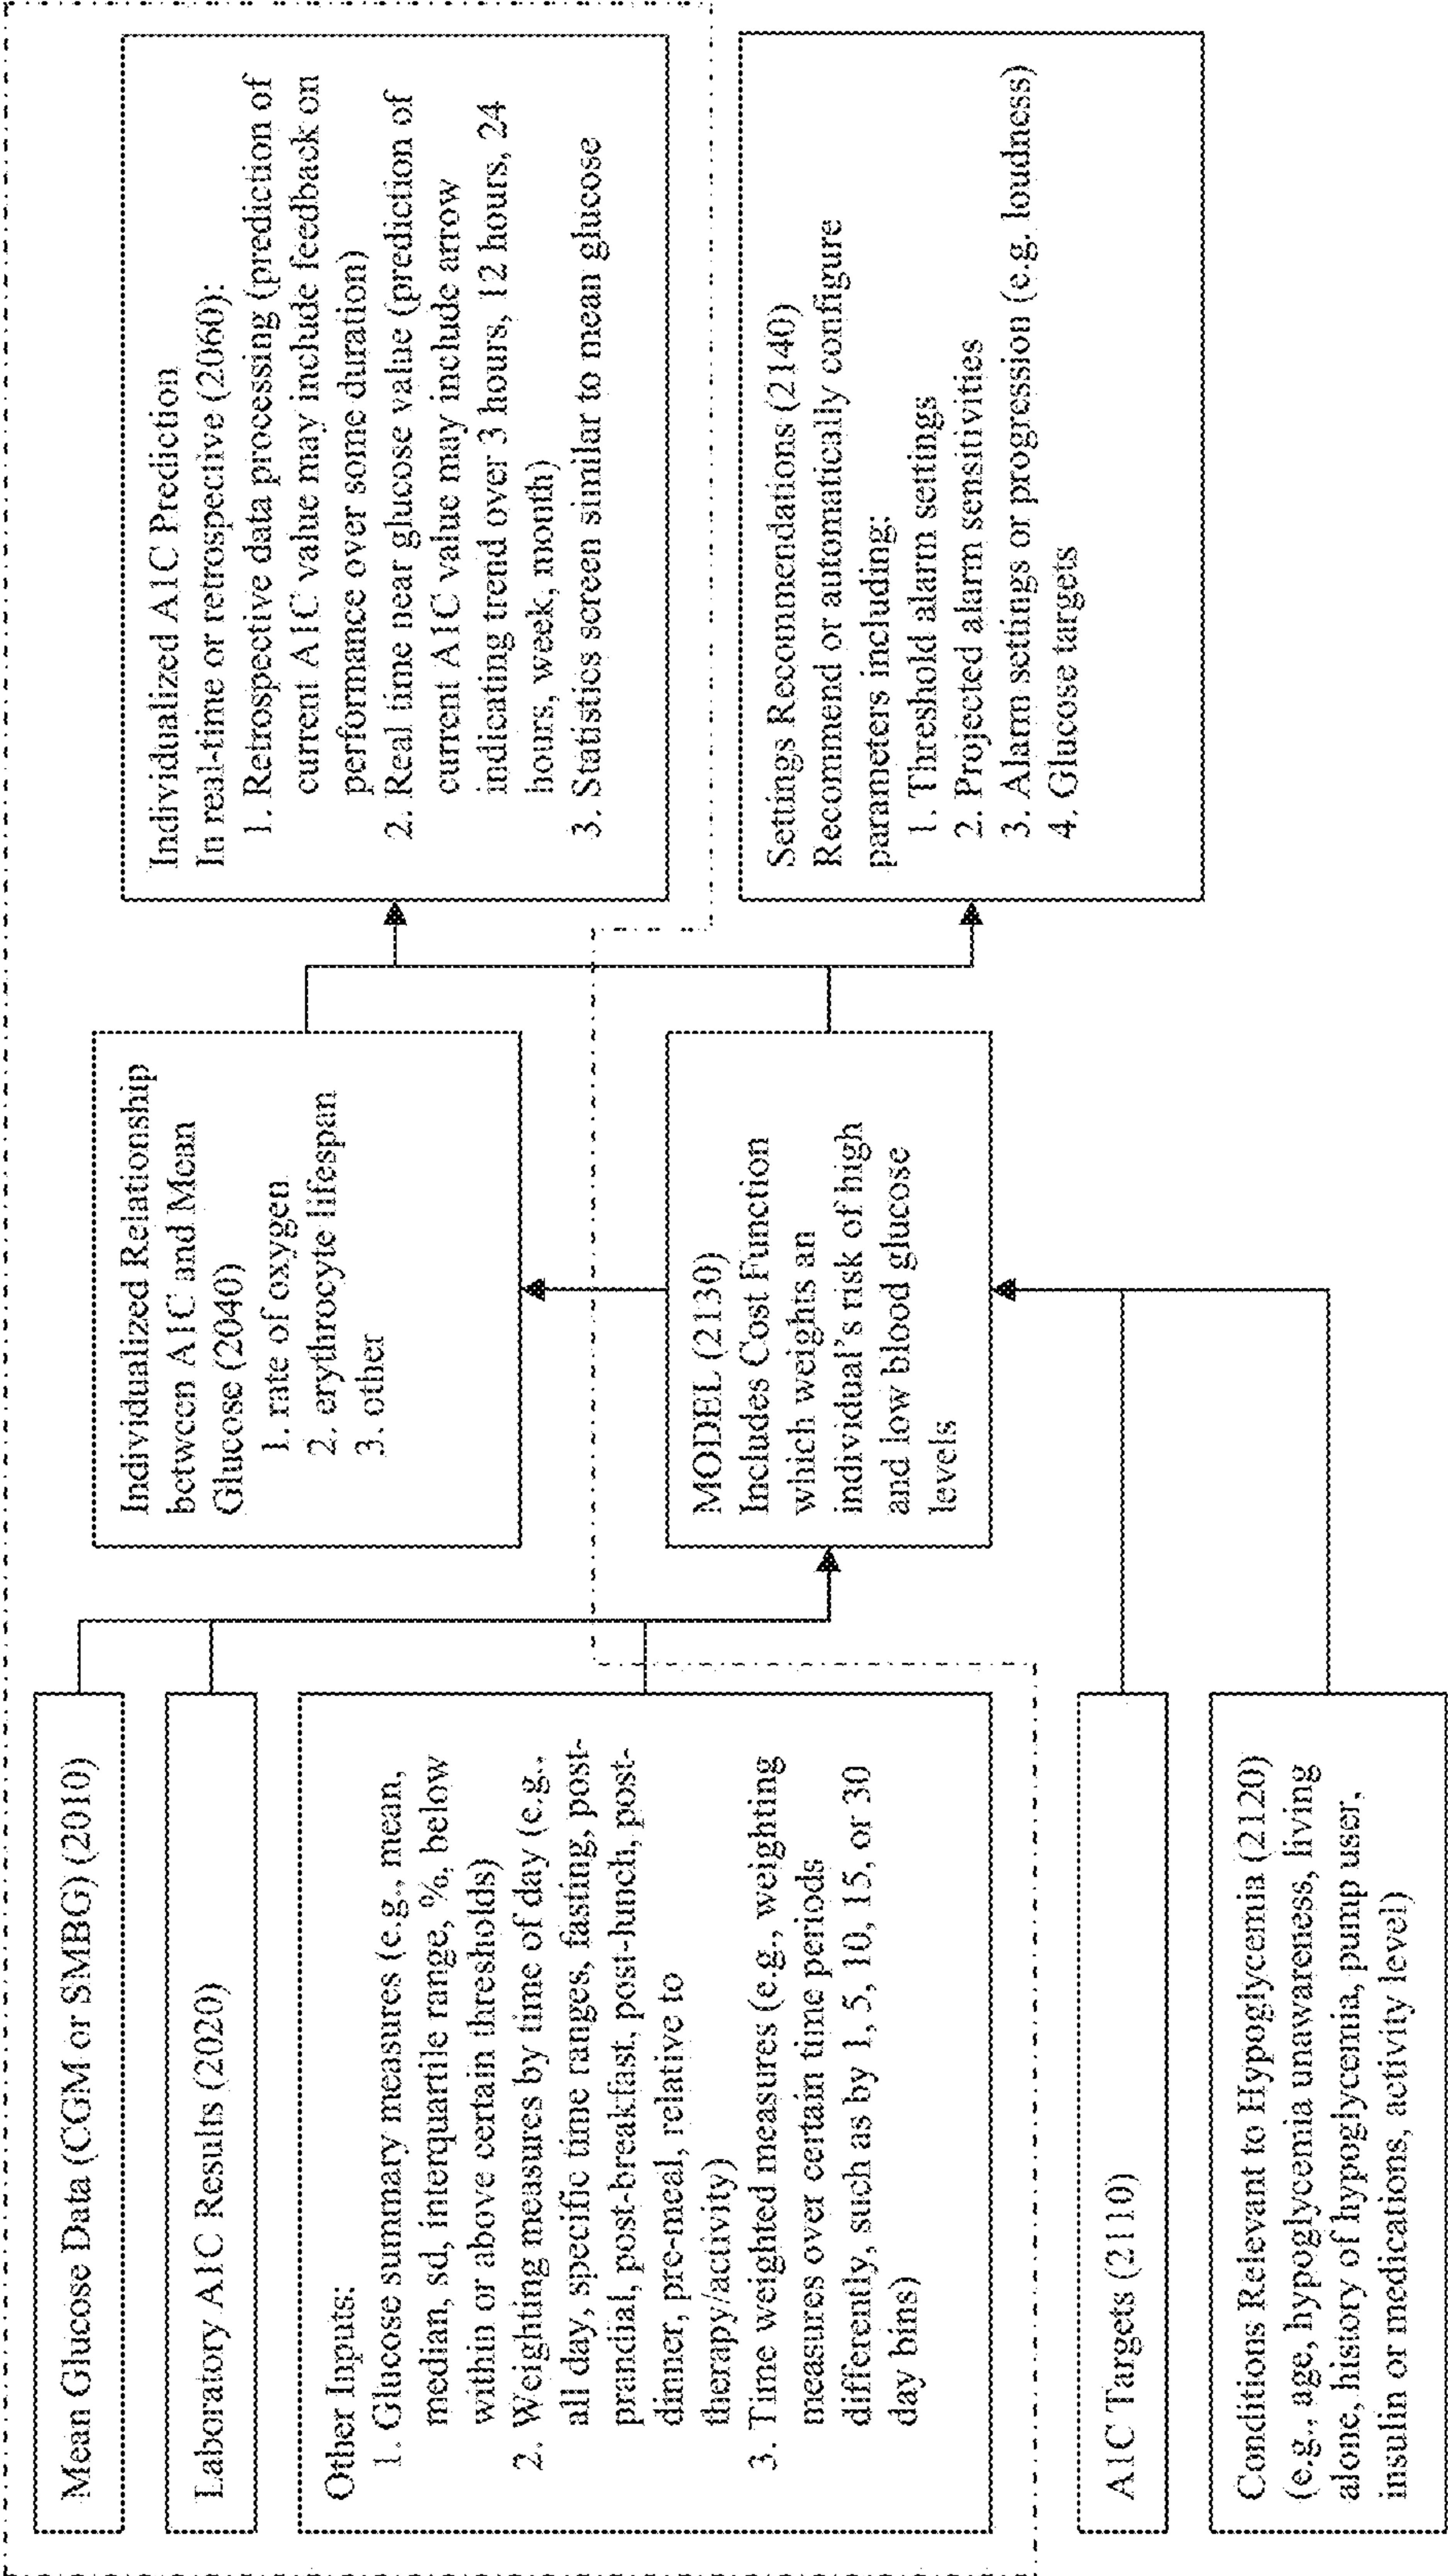 Mean Glucose Data (CGM or SMBG) (2010)
Laboratory A1C Results (2020)
Other Inputs:
1. Glucose summary measures (e.g., mean,
median, sd, interquartile range, %, below
within or above certain thresholds)
2. Weighting measures by time of day (e.g.,
all day, specific time ranges, fasting, post-
prandial, post-breakfast, post-lunch, post-
dinner, pre-meal, relative to
therapy/activity)
3. Time weighted measures (e.g., weighting
measures over certain time periods
differently, such as by 1, 5, 10, 15, or 30
day bins)
A1C Targets (2110)
Conditions Relevant to Hypoglycemia (2120)
(e.g., age, hypoglycemia unawareness, living
alone, history of hypoglycemia, pump user,
insulin or medications, activity level)
Individualized Relationship
between A1C and Mean
Glucose (2040)
1. rate of oxygen
2. erythrocyte lifespan
3. other
MODEL (2130)
Includes Cost Function
which weights an
individual's risk of high
and low blood glucose
levels
Individualized A1C Prediction
In real-time or retrospective (2060):
1. Retrospective data processing (prediction of
current A1C value may include feedback on
performance over some duration)
2. Real time near glucose value (prediction of
current A1C value may include arrow
indicating trend over 3 hours, 12 hours, 24
hours, week, month)
3. Statistics screen similar to mean glucose
Settings Recommendations (2140)
Recommend or automatically configure
parameters including:
1. Threshold alarm settings
2. Projected alarm sensitivities
3. Alarm settings or progression (e.g. loudness)
4. Glucose targets